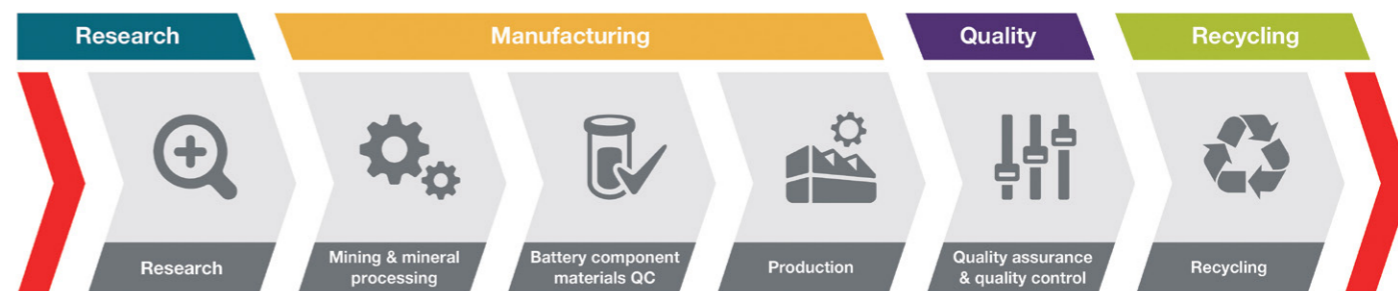 Research
Manufacturing
Quality
Recycling
Research
Mining & mineral
processing
Battery component
materials QC
Production
Quality assurance
& quality control
Recycling